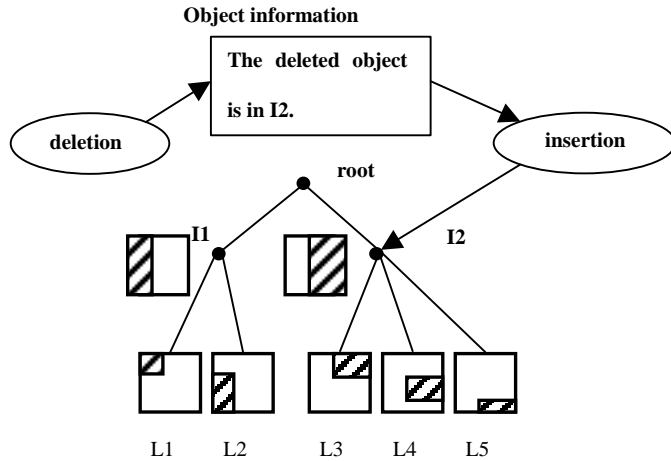 Object information
The deleted object
is in I2.
deletion
insertion
root
I1
I2
L1 L2 L3 L4 L5